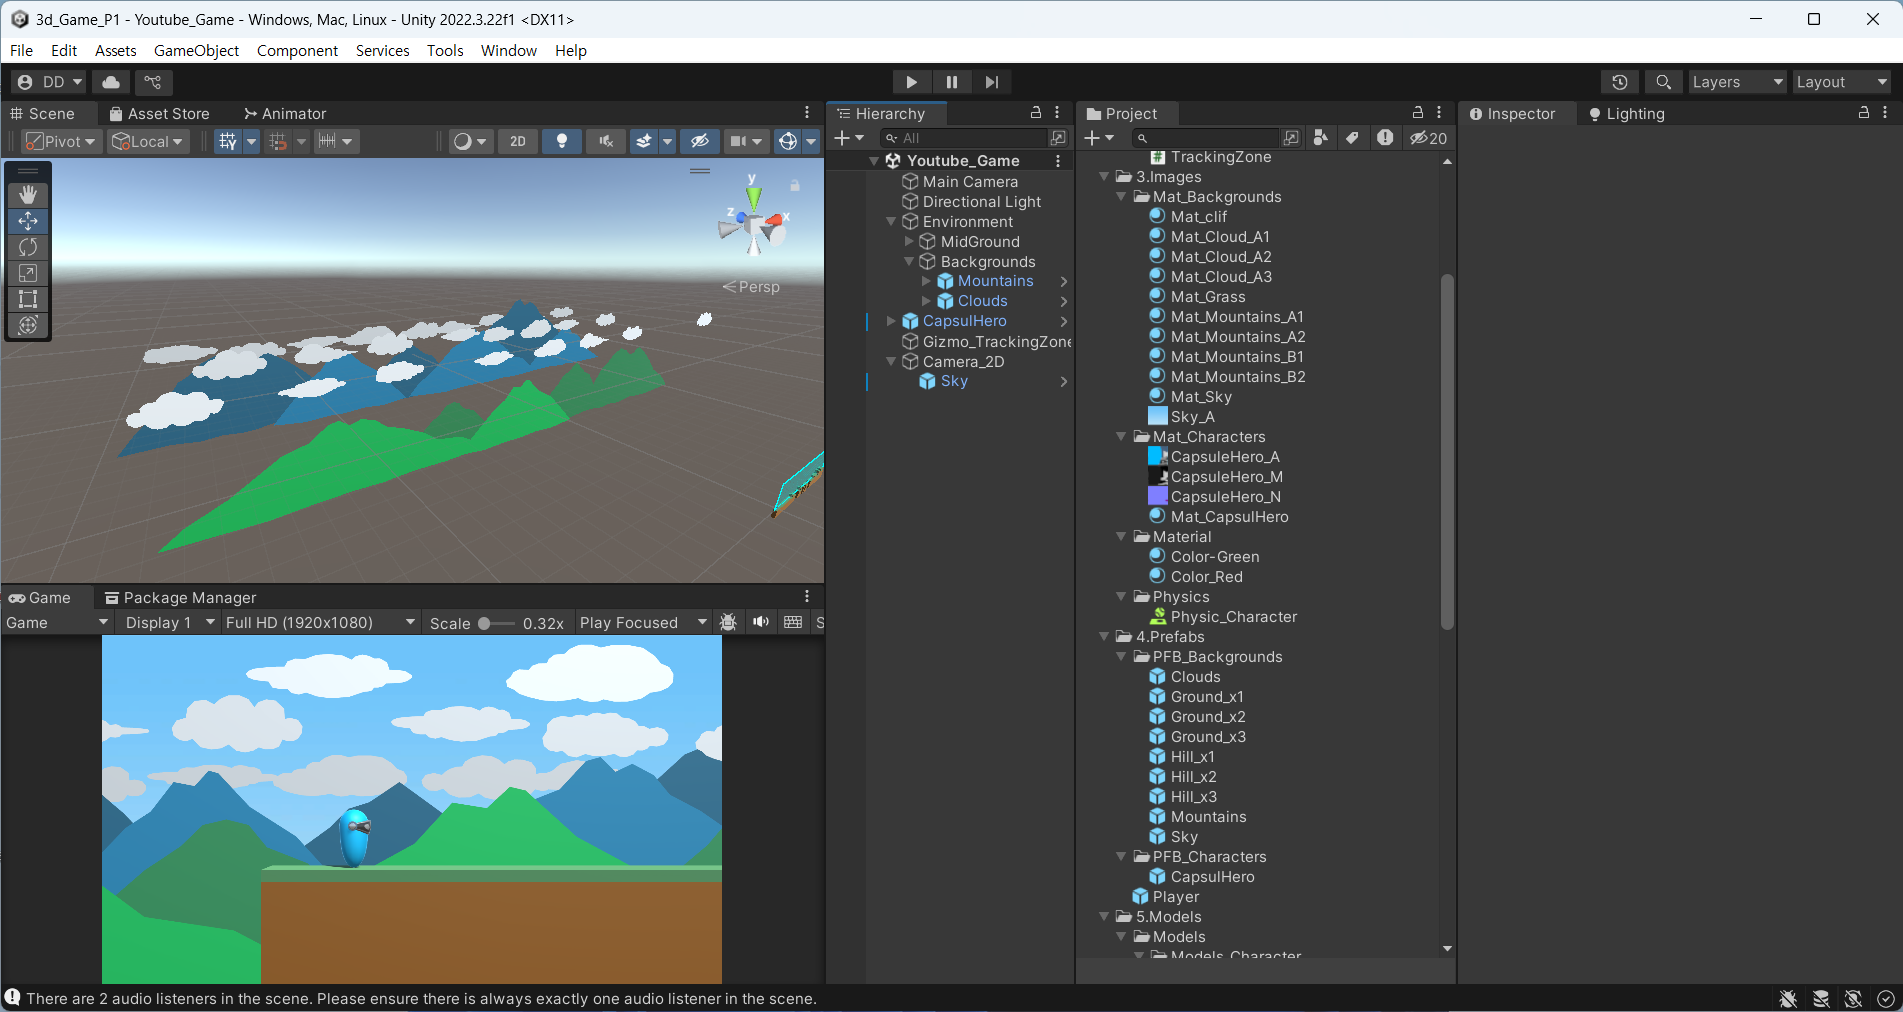 3d_Game_P1 - Youtube_Game - Windows, Mac, Linux - Unity 2022.3.22f1 <DX11>
File Edit Assets GameObject Component Services Tools Window Help
DD Layers Layout
Scene Asset Store Animator
Pivot Local 2D
y
z x
Persp
Hierarchy
All
Youtube_Game
Main Camera
Directional Light
Environment
MidGround
Backgrounds
Mountains
Clouds
CapsulHero
Gizmo_TrackingZone
Camera_2D
Sky
Project
20
TrackingZone
3.Images
Mat_Backgrounds
Mat_clif
Mat_Cloud_A1
Mat_Cloud_A2
Mat_Cloud_A3
Mat_Grass
Mat_Mountains_A1
Mat_Mountains_A2
Mat_Mountains_B1
Mat_Mountains_B2
Mat_Sky
Sky_A
Mat_Characters
CapsuleHero_A
CapsuleHero_M
CapsuleHero_N
Mat_CapsulHero
Material
Color-Green
Color_Red
Physics
Physic_Character
4.Prefabs
PFB_Backgrounds
Clouds
Ground_x1
Ground_x2
Ground_x3
Hill_x1
Hill_x2
Hill_x3
Mountains
Sky
PFB_Characters
CapsulHero
Player
5.Models
Models
Models_Character
Inspector Lighting
Game Package Manager
Game Display 1 Full HD (1920x1080) Scale 0.32x Play Focused S
There are 2 audio listeners in the scene. Please ensure there is always exactly one audio listener in the scene.